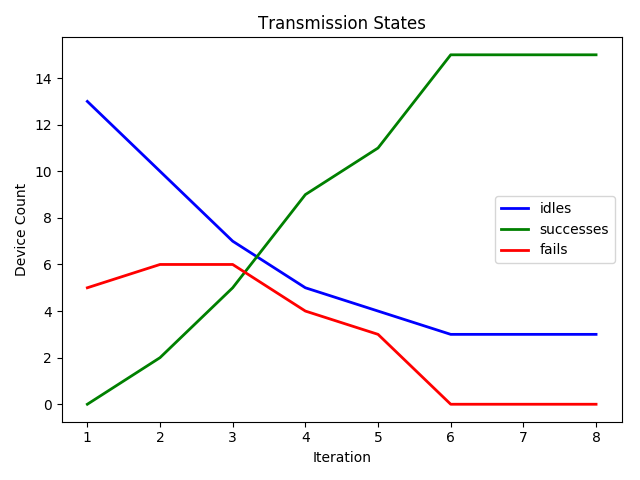 Transmission States
Device Count
14
12
10
8
6
4
2
0
idles
successes
fails
1 2 3 4 5 6 7 8
Iteration